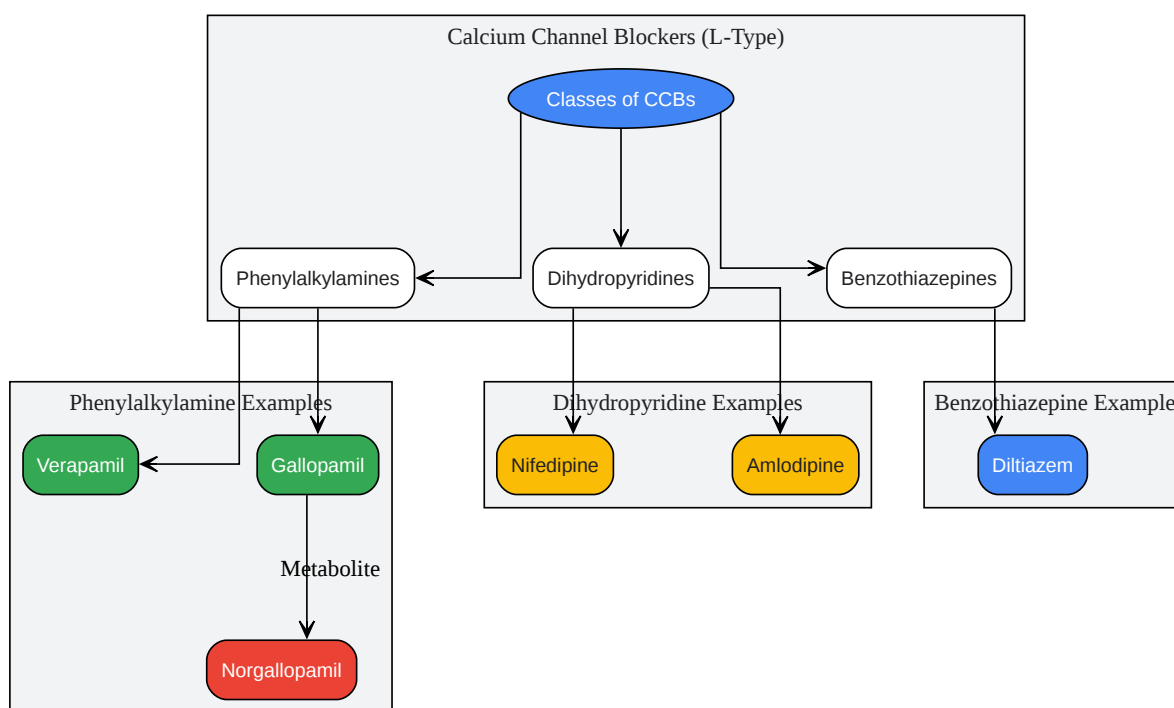 Calcium Channel Blockers (L-Type)
Classes of CCBs
Phenylalkylamines
Dihydropyridines
Benzothiazepines
Phenylalkylamine Examples
Dihydropyridine Examples
Benzothiazepine Example
Verapamil
Gallopamil
Nifedipine
Amlodipine
Diltiazem
Metabolite
Norgallopamil